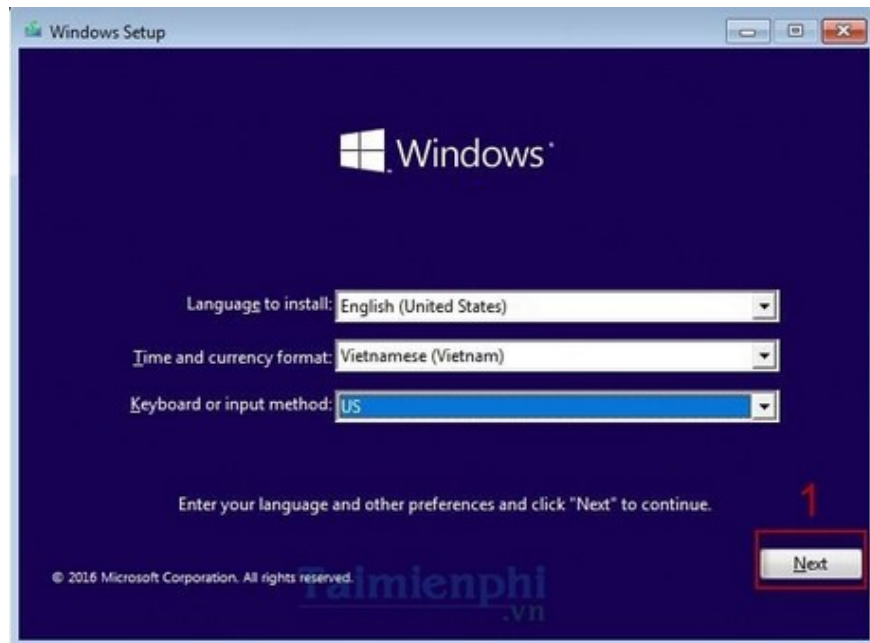 Windows Setup
Windows
Language to install: English (United States)
Time and currency format: Vietnamese (Vietnam)
Keyboard or input method: US
Enter your language and other preferences and click "Next" to continue.
1
Next
© 2016 Microsoft Corporation. All rights reserved.
Taimienphi
.vn